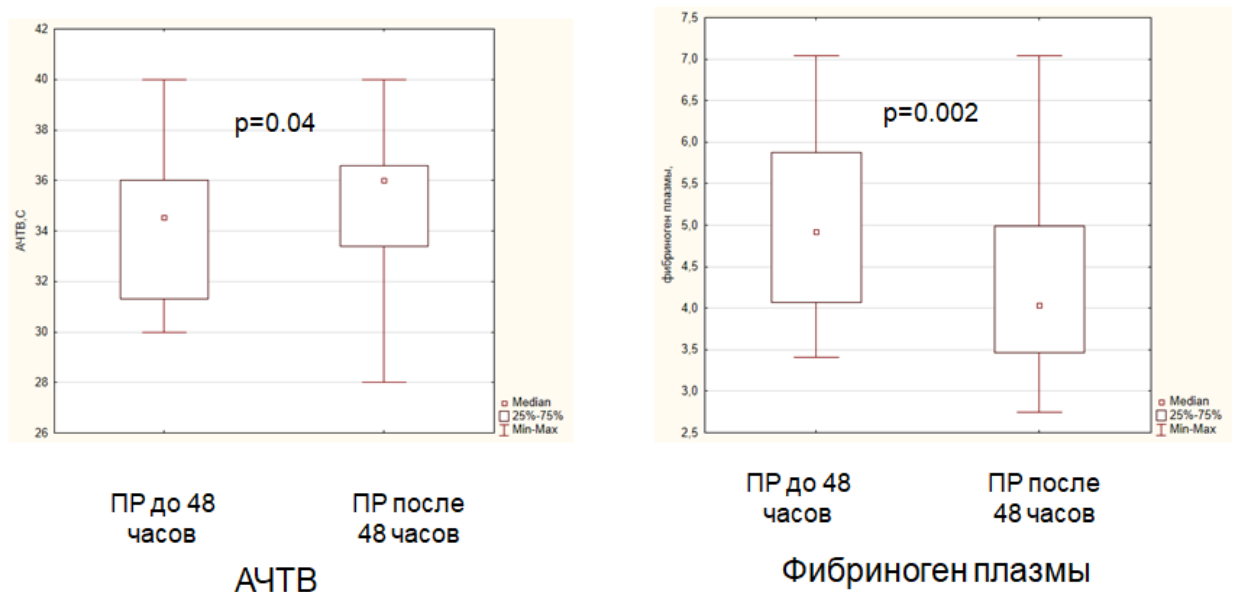 42
40
38
36
34
32
30
28
26
АЧТВ,С
p=0.04
Median
25%-75%
Min-Max
ПР до 48
часов
ПР после
48 часов
АЧТВ
7,5
7,0
6,5
6,0
5,5
5,0
4,5
4,0
3,5
3,0
2,5
фибриноген плазмы,
p=0.002
Median
25%-75%
Min-Max
ПР до 48
часов
ПР после
48 часов
Фибриноген плазмы